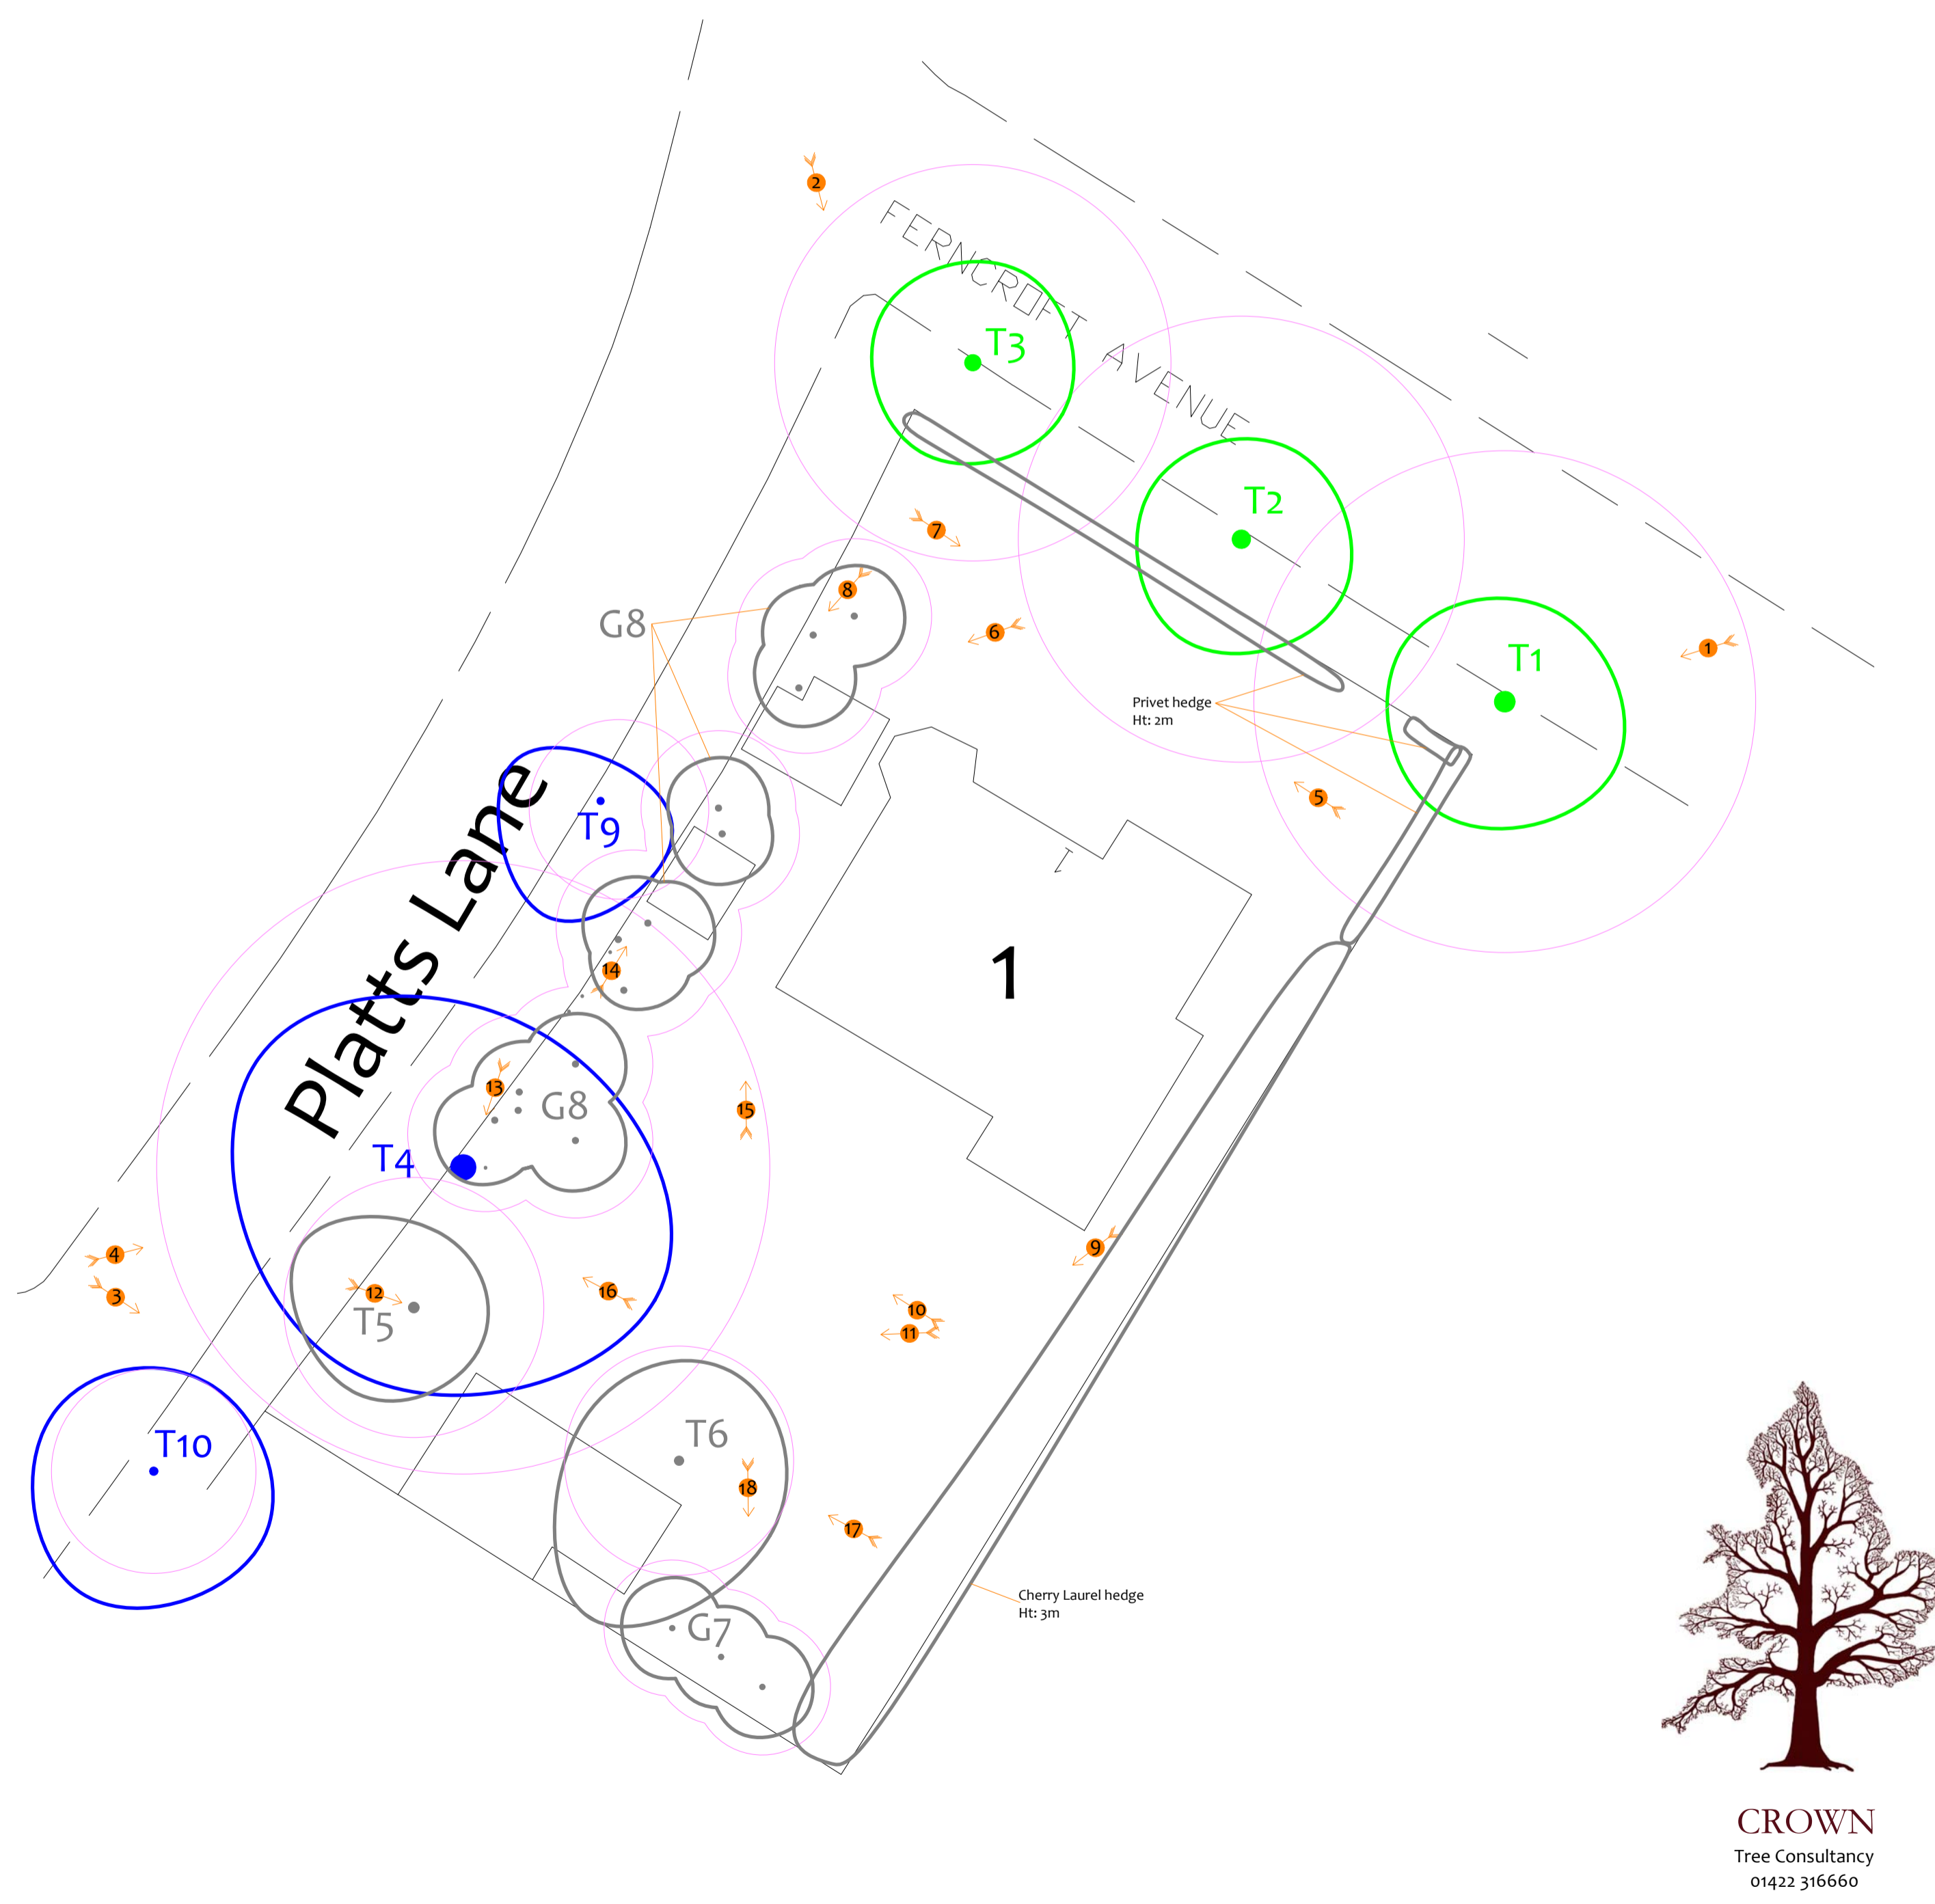 2
FERNCROFT AVENUE
T3
T2
7
8
G8
6
T1
1
Privet hedge
Ht: 2m
5
T9
Platts Lane
1
14
13
G8
15
T4
4
9
3
12
16
10
T5
11
T6
T10
18
17
Cherry Laurel hedge
Ht: 3m
G7
CROWN
Tree Consultancy
01422 316660